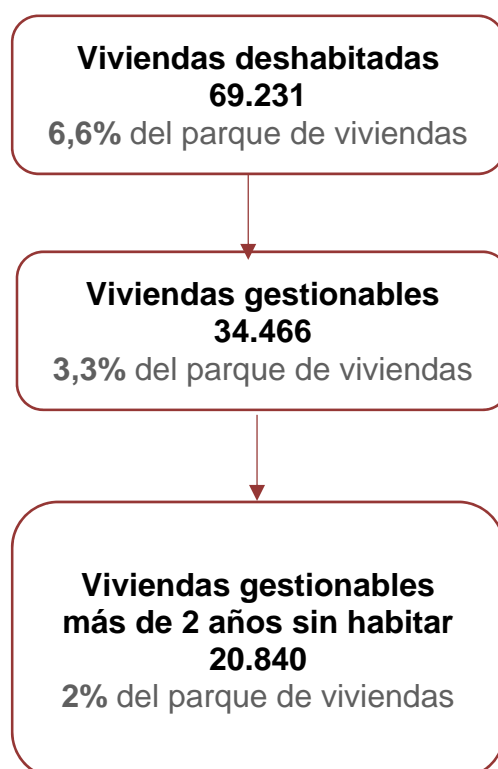 Viviendas deshabitadas
69.231
6,6% del parque de viviendas
Viviendas gestionables
34.466
3,3% del parque de viviendas
Viviendas gestionables
más de 2 años sin habitar
20.840
2% del parque de viviendas